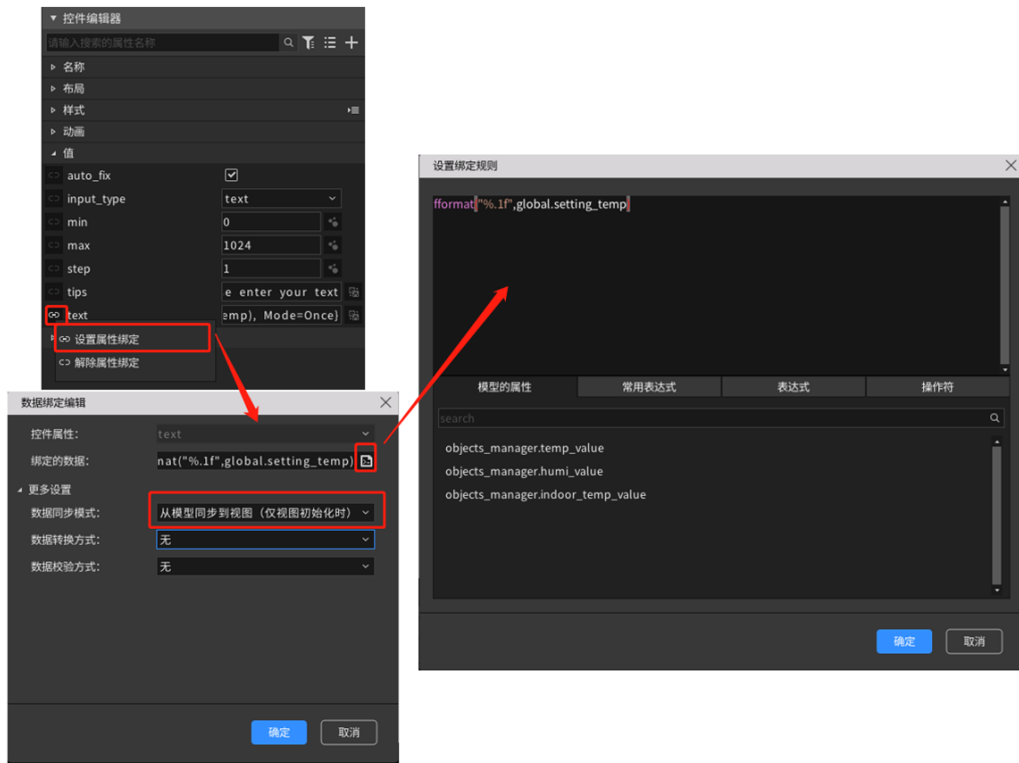 控件编辑器
请输入搜索的属性名称
名称
布局
样式
动画
值
auto_fix
input_type text
min 0
max 1024
step 1
tips e enter your text
text emp), Mode=Once}
设置属性绑定
解除属性绑定
数据绑定编辑
控件属性: text
绑定的数据: nat("%.1f",global.setting_temp)
更多设置
数据同步模式: 从模型同步到视图（仅视图初始化时）
数据转换方式: 无
数据校验方式: 无
确定 取消
设置绑定规则
fformat("%.1f",global.setting_temp)
模型的属性 常用表达式 表达式 操作符
search
objects_manager.temp_value
objects_manager.humi_value
objects_manager.indoor_temp_value
确定 取消